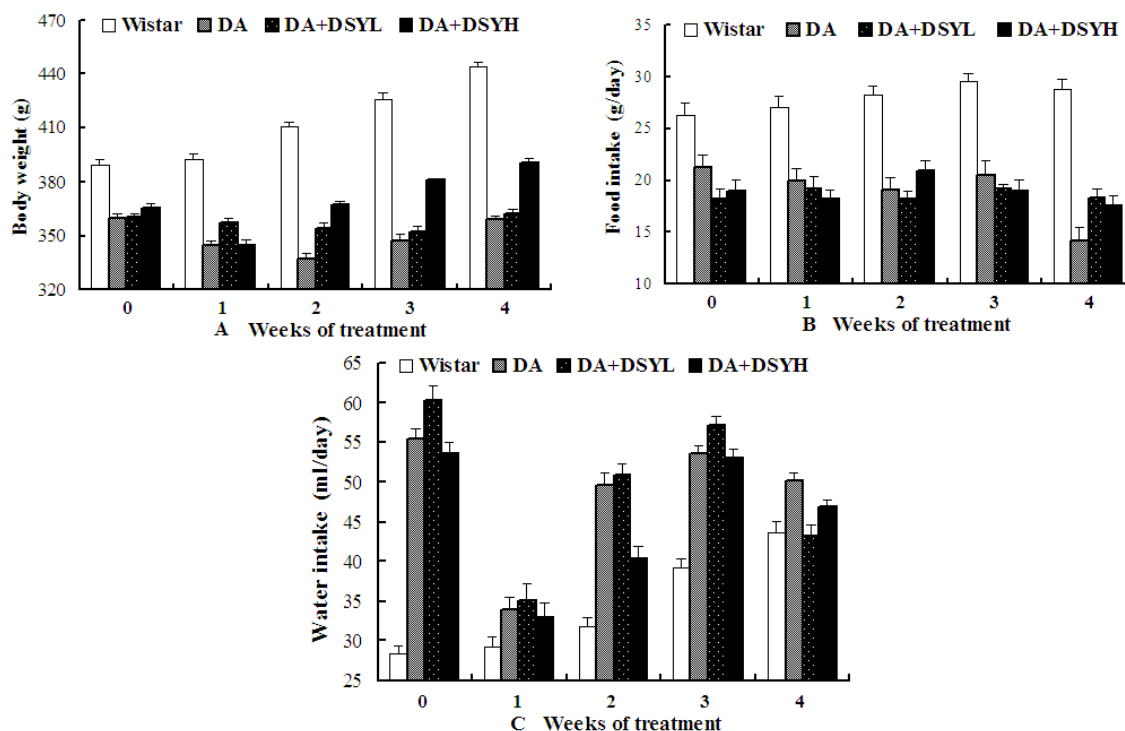 470
Wistar DA DA+DSYL DA+DSYH
440
410
380
350
320
Body weight (g)
0 1 2 3 4
A Weeks of treatment
35
Wistar DA DA+DSYL DA+DSYH
30
25
20
15
10
Food intake (g/day)
0 1 2 3 4
B Weeks of treatment
65
Wistar DA DA+DSYL DA+DSYH
60
55
50
45
40
35
30
25
Water intake (ml/day)
0 1 2 3 4
C Weeks of treatment